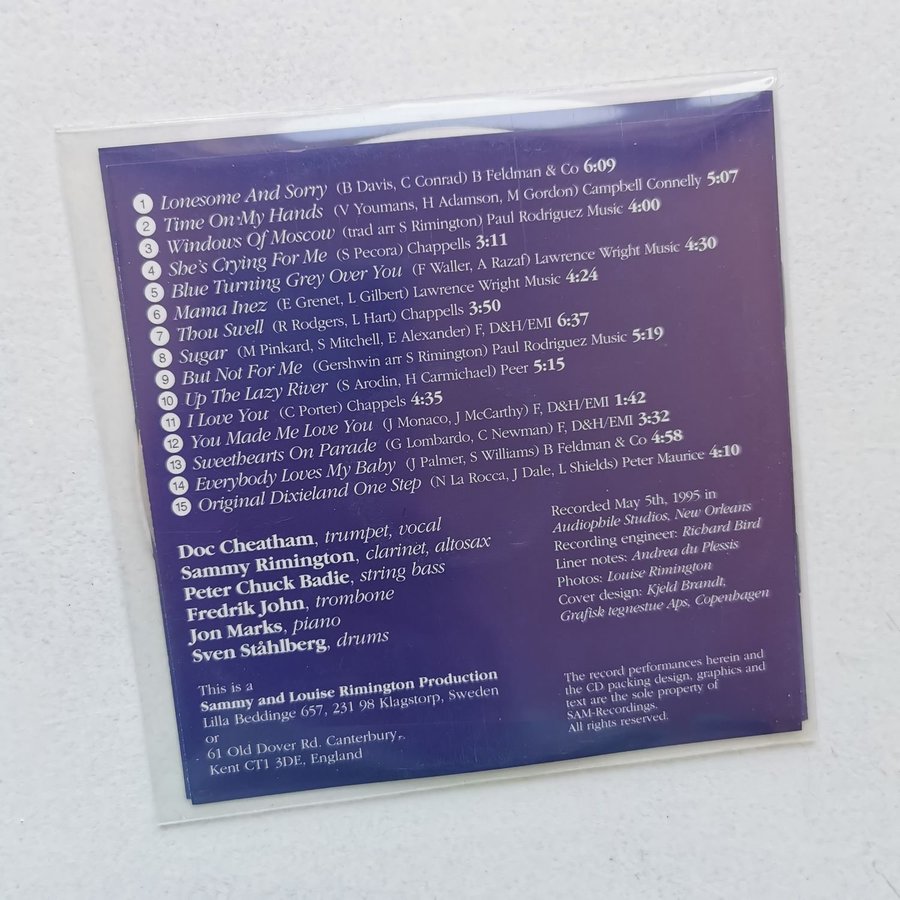 1 Lonesome And Sorry (B Davis, C Conrad) B Feldman & Co 6:09
2 Time On My Hands (V Youmans, H Adamson, M Gordon) Campbell Connelly 5:07
3 Windows Of Moscow (trad arr S Rimington) Paul Rodriguez Music 4:00
4 She's Crying For Me (S Pecora) Chappells 3:11
5 Blue Turning Grey Over You (F Waller, A Razaf) Lawrence Wright Music 4:30
6 Mama Inez (E Grenet, L Gilbert) Lawrence Wright Music 4:24
7 Thou Swell (R Rodgers, L Hart) Chappells 3:50
8 Sugar (M Pinkard, S Mitchell, E Alexander) F, D&H/EMI 6:37
9 But Not For Me (Gershwin arr S Rimington) Paul Rodriguez Music 5:19
10 Up The Lazy River (S Arodin, H Carmichael) Peer 5:15
11 I Love You (C Porter) Chappels 4:35
12 You Made Me Love You (J Monaco, J McCarthy) F, D&H/EMI 1:42
13 Sweethearts On Parade (G Lombardo, C Newman) F, D&H/EMI 3:32
14 Everybody Loves My Baby (J Palmer, S Williams) B Feldman & Co 4:58
15 Original Dixieland One Step (N La Rocca, J Dale, L Shields) Peter Maurice 4:10
Doc Cheatham, trumpet, vocal
Sammy Rimington, clarinet, altosax
Peter Chuck Badie, string bass
Fredrik John, trombone
Jon Marks, piano
Sven Ståhlberg, drums
Recorded May 5th, 1995 in
Audiophile Studios, New Orleans
Recording engineer: Richard Bird
Liner notes: Andrea du Plessis
Photos: Louise Rimington
Cover design: Kjeld Brandt,
Grafisk tegnestue Aps, Copenhagen
This is a
Sammy and Louise Rimington Production
Lilla Beddinge 657, 231 98 Klagstorp, Sweden
or
61 Old Dover Rd. Canterbury,
Kent CT1 3DE, England
The record performances herein and
the CD packing design, graphics and
text are the sole property of
SAM-Recordings.
All rights reserved.